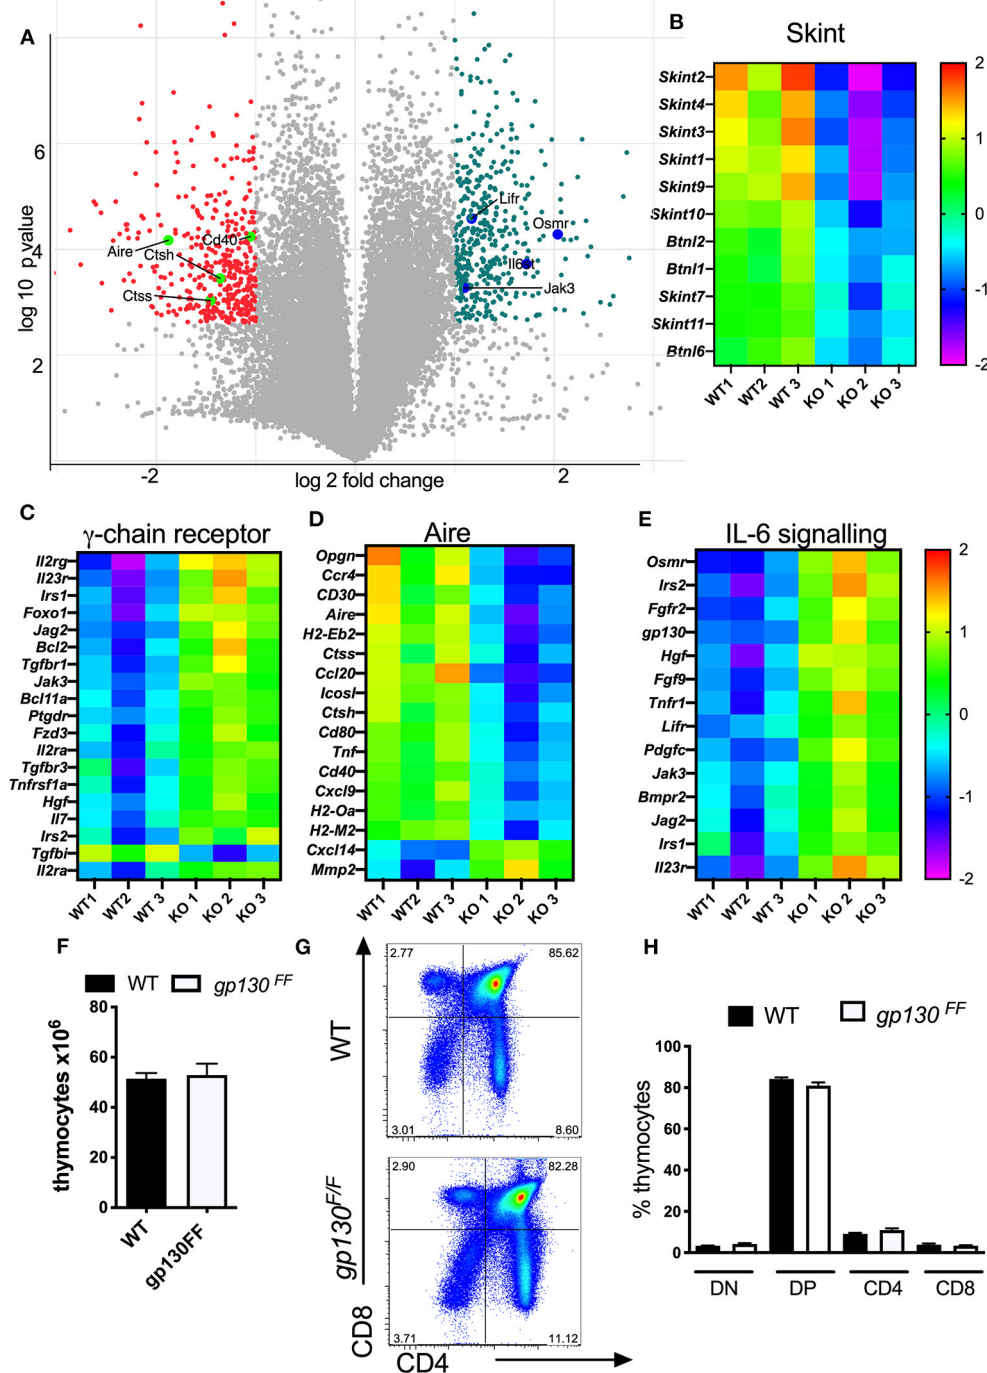 A
6
4
2
log 10 p value
Aire
Ctsh
Cd40
Ctss
Lifr
Osmr
Jak3
-2
2
log 2 fold change
B
Skint
Skint2
Skint4
Skint3
Skint1
Skint9
Skint10
Btnl2
Btnl1
Skint7
Skint11
Btnl6
WT1
WT2
WT 3
KO 1
KO 2
KO 3
2
1
0
-1
-2
C
γ-chain receptor
Il2rg
Il23r
Irs1
Foxo1
Jag2
Bcl2
Tgfbr1
Jak3
Bcl11a
Ptgdr
Fzd3
Il2ra
Tgfbr3
Tnfrsf1a
Hgf
Il7
Irs2
Tgfbi
Il2ra
WT1
WT2
WT 3
KO 1
KO 2
KO 3
D
Aire
Opgn
Ccr4
CD30
Aire
H2-Eb2
Ctss
Ccl20
Icosl
Ctsh
Cd80
Tnf
Cd40
Cxcl9
H2-Oa
H2-M2
Cxcl14
Mmp2
WT1
WT2
WT 3
KO 1
KO 2
KO 3
E
IL-6 signalling
Osmr
Irs2
Fgfr2
gp130
Hgf
Fgf9
Tnfr1
Lifr
Pdgfc
Jak3
Bmpr2
Jag2
Irs1
Il23r
WT1
WT2
WT 3
KO 1
KO 2
KO 3
2
1
0
-1
-2
F
WT
gp130 FF
80
60
40
20
0
thymocytes x10⁶
WT
gp130FF
G
WT
2.77
85.62
3.01
8.60
gp130F/F
2.90
82.28
3.71
11.12
CD8
CD4
H
WT
gp130 FF
100
80
60
40
20
0
% thymocytes
DN
DP
CD4
CD8